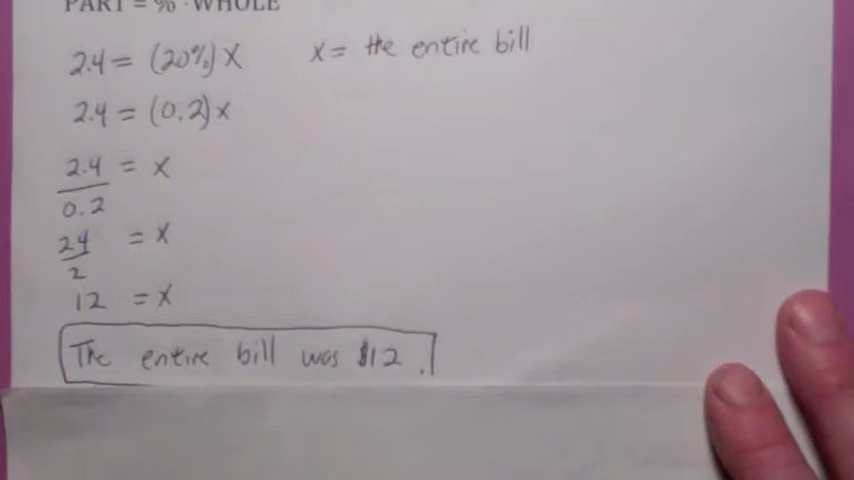 PART = % · WHOLE
2.4 = (20%) X x = the entire bill
2.4 = (0.2) x
2.4 = x
0.2
24 = x
2
12 = x
The entire bill was $12.